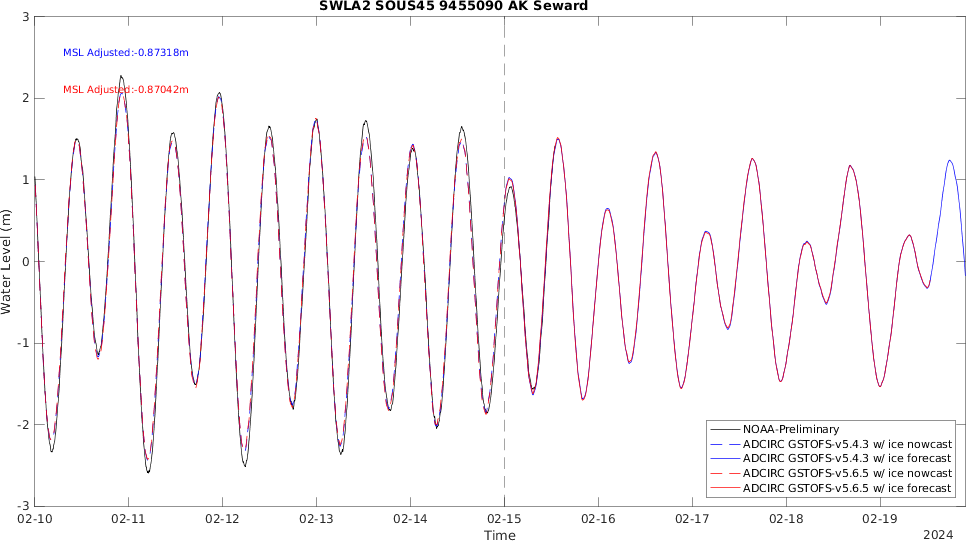 SWLA2 SOUS45 9455090 AK Seward
MSL Adjusted:-0.87318m
MSL Adjusted:-0.87042m
Water Level (m)
3
2
1
0
-1
-2
-3
NOAA-Preliminary
ADCIRC GSTOFS-v5.4.3 w/ ice nowcast
ADCIRC GSTOFS-v5.4.3 w/ ice forecast
ADCIRC GSTOFS-v5.6.5 w/ ice nowcast
ADCIRC GSTOFS-v5.6.5 w/ ice forecast
02-10 02-11 02-12 02-13 02-14 02-15 02-16 02-17 02-18 02-19
Time
2024